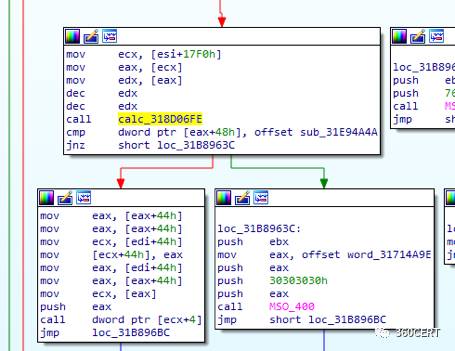 mov ecx, [esi+17F0h]
mov eax, [ecx]
mov edx, [eax]
dec edx
dec edx
call calc_318D06FE
cmp dword ptr [eax+48h], offset sub_31E94A4A
jnz short loc_31B8963C
loc_31B896
push eb
push 76
call MS
jmp sh
mov eax, [eax+44h]
mov eax, [eax+44h]
mov ecx, [edi+44h]
mov [ecx+44h], eax
mov eax, [edi+44h]
mov eax, [eax+44h]
mov ecx, [eax]
push eax
call dword ptr [ecx+4]
jmp loc_31B896BC
loc_31B8963C:
push ebx
mov eax, offset word_31714A9E
push eax
push 30303030h
push eax
call MSO_400
jmp short loc_31B896BC
360CERT